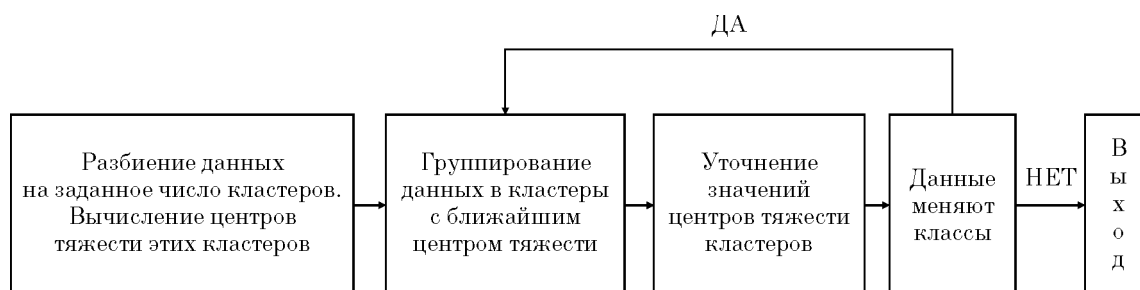 ДА
Разбиение данных
на заданное число кластеров.
Вычисление центров
тяжести этих кластеров
Группирование
данных в кластеры
с ближайшим
центром тяжести
Уточнение
значений
центров тяжести
кластеров
Данные
меняют
классы
НЕТ
В
ы
х
о
д